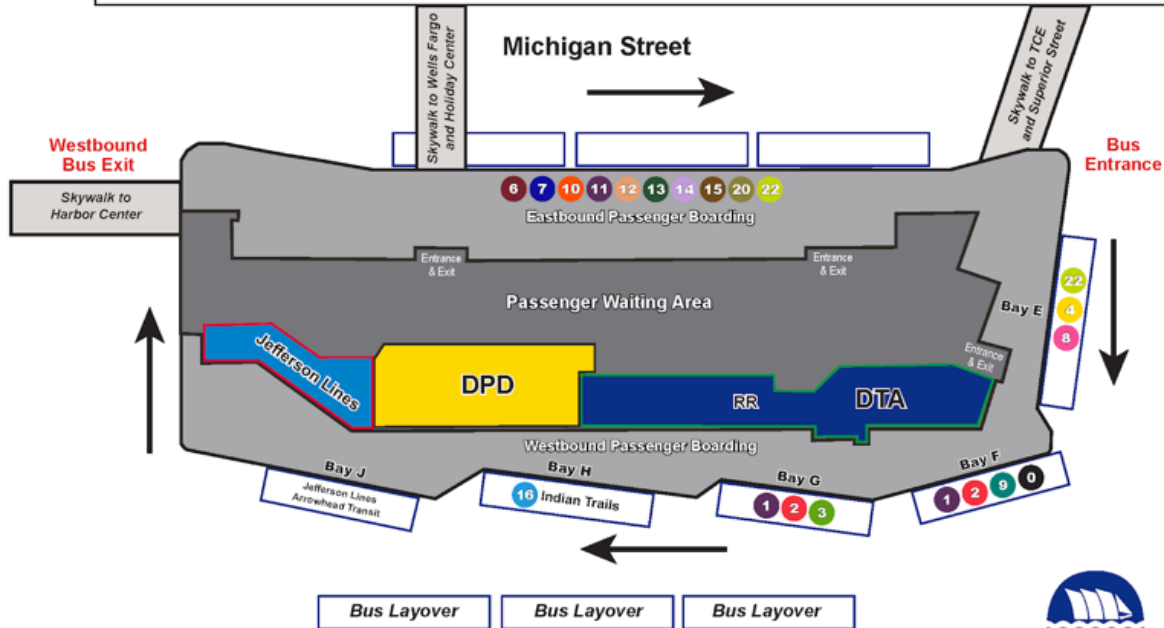 Michigan Street
Skywalk to Wells Fargo
and Holiday Center
Skywalk to TCE
and Superior Street
Westbound
Bus Exit
Bus
Entrance
Skywalk to
Harbor Center
6 7 10 11 12 13 14 15 20 22
Eastbound Passenger Boarding
Entrance
& Exit
Entrance
& Exit
Passenger Waiting Area
Bay E
22
4
8
Entrance
& Exit
Jefferson Lines
DPD
RR
DTA
Westbound Passenger Boarding
Bay J
Jefferson Lines
Arrowhead Transit
Bay H
16 Indian Trails
Bay G
1 2 3
Bay F
1 2 9 0
Bus Layover
Bus Layover
Bus Layover